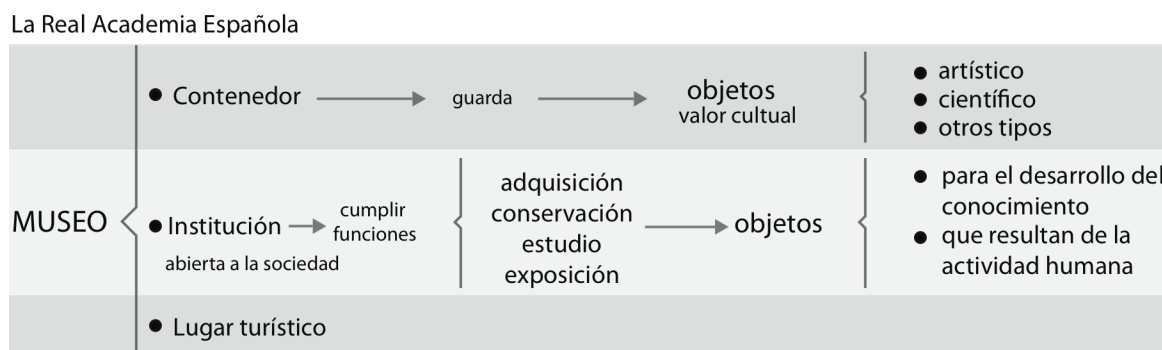 La Real Academia Española
Contenedor
guarda
objetos
valor cultual
artístico
científico
otros tipos
MUSEO
Institución
abierta a la sociedad
cumplir
funciones
adquisición
conservación
estudio
exposición
objetos
para el desarrollo del
conocimiento
que resultan de la
actividad humana
Lugar turístico